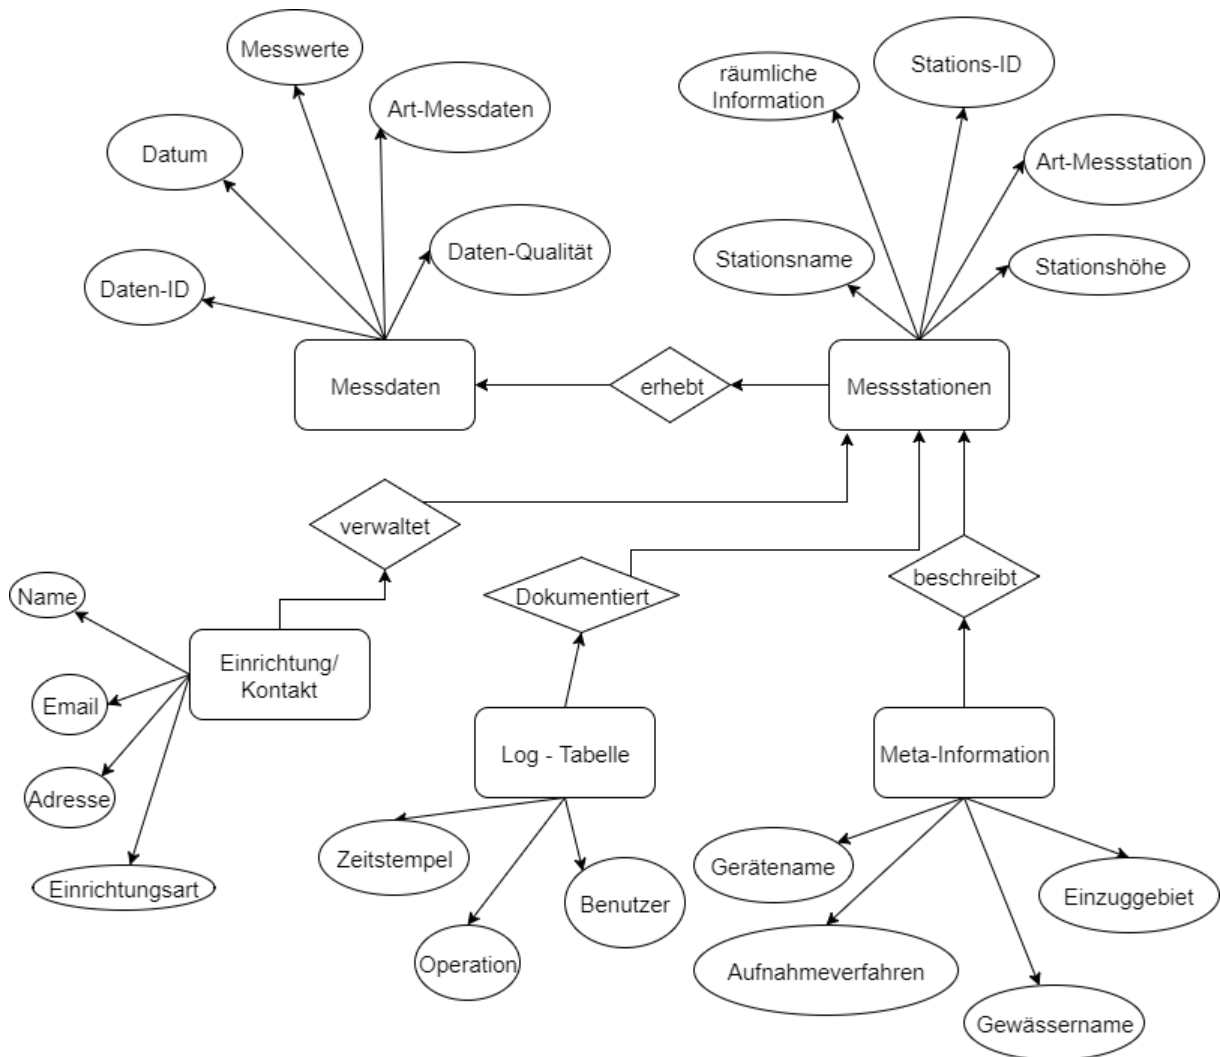 Messwerte
Art-Messdaten
Datum
Daten-Qualität
Daten-ID
räumliche
Information
Stations-ID
Art-Messstation
Stationsname
Stationshöhe
Messdaten
erhebt
Messstationen
verwaltet
Dokumentiert
beschreibt
Name
Einrichtung/
Kontakt
Email
Adresse
Einrichtungsart
Log - Tabelle
Zeitstempel
Benutzer
Operation
Meta-Information
Gerätename
Einzuggebiet
Aufnahmeverfahren
Gewässername